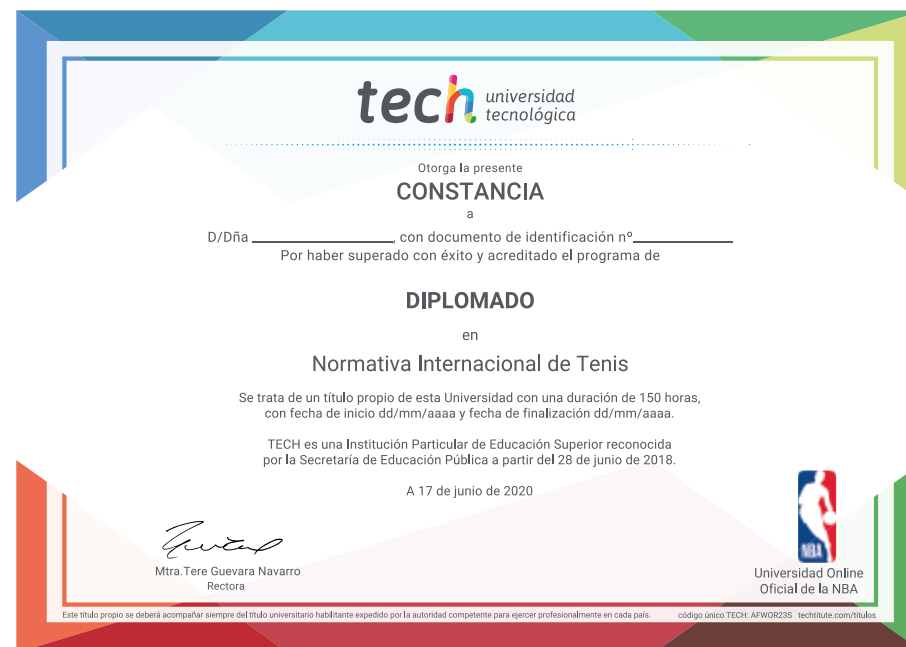 tech universidad
tecnológica
Otorga la presente
CONSTANCIA
a
D/Dña , con documento de identificación nº
Por haber superado con éxito y acreditado el programa de
DIPLOMADO
en
Normativa Internacional de Tenis
Se trata de un título propio de esta Universidad con una duración de 150 horas,
con fecha de inicio dd/mm/aaaa y fecha de finalización dd/mm/aaaa.
TECH es una Institución Particular de Educación Superior reconocida
por la Secretaría de Educación Pública a partir del 28 de junio de 2018.
A 17 de junio de 2020
Mtra.Tere Guevara Navarro
Rectora
NBA
Universidad Online
Oficial de la NBA
Este título propio se deberá acompañar siempre del título universitario habilitante expedido por la autoridad competente para ejercer profesionalmente en cada país. código único TECH: AFWOR23S techtitute.com/titulos